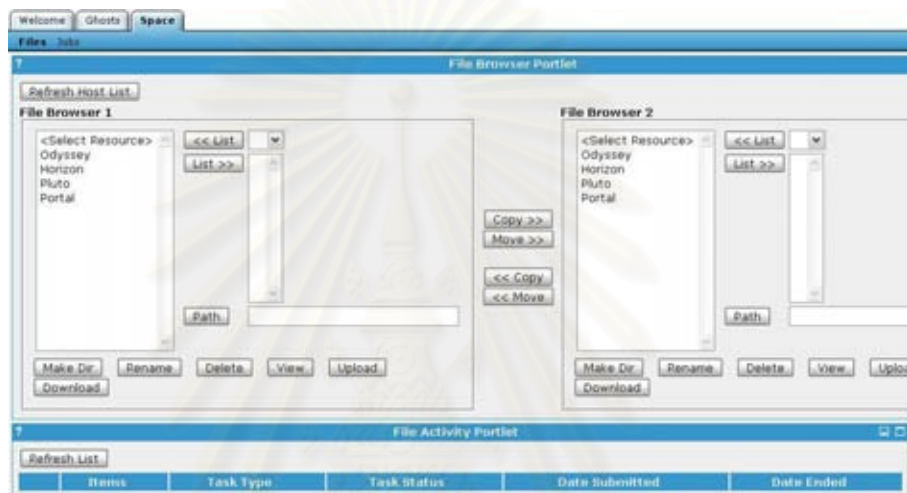 Welcome Ghosts Space
Files Jobs
? File Browser Portlet
Refresh Host List
File Browser 1
<Select Resource>
Odyssey
Horizon
Pluto
Portal
<< List
List >>
Path
Make Dir Rename Delete View Upload
Download
Copy >>
Move >>
<< Copy
<< Move
File Browser 2
<Select Resource>
Odyssey
Horizon
Pluto
Portal
<< List
List >>
Path
Make Dir Rename Delete View Uploa
Download
? File Activity Portlet
Refresh List
Items Task Type Task Status Date Submitted Date Ended